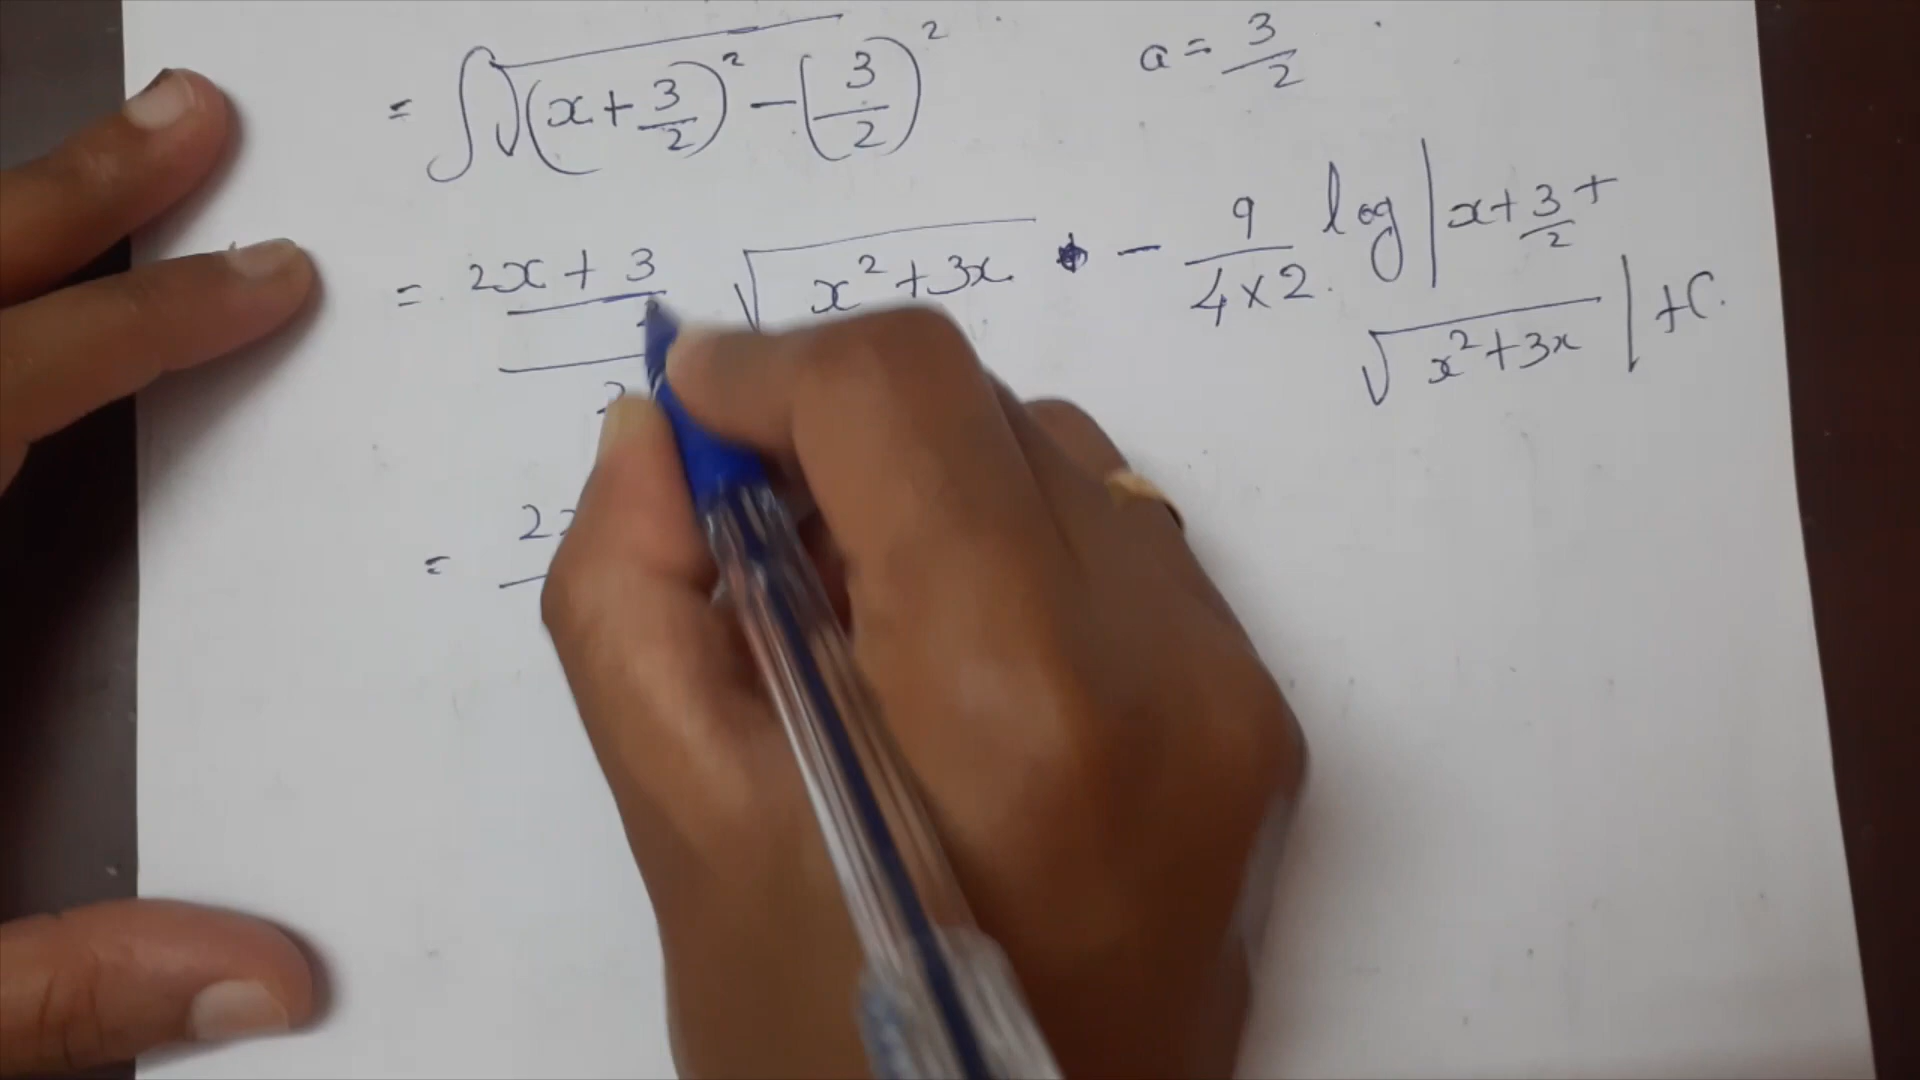 = ∫√(x + 3/2)² − (3/2)² a = 3/2
= 2x + 3/2/2 √x² + 3x − 9/4×2 log |x + 3/2 +
√x² + 3x | + C.
= 2x